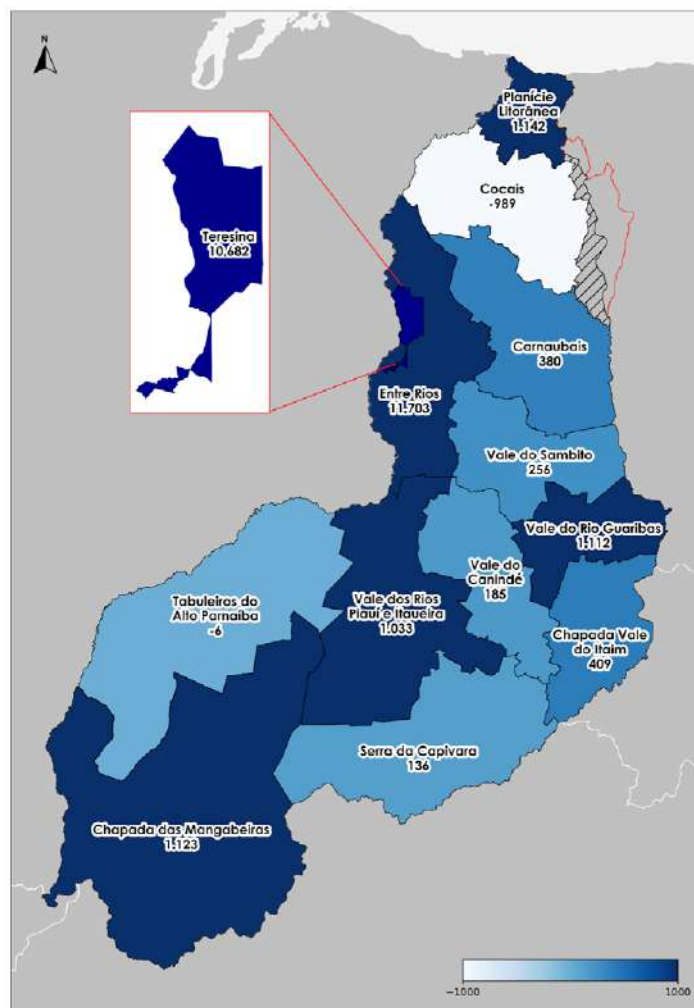 N
Planície
Litorânea
1.142
Cocais
-989
Teresina
10.682
Carnaubais
380
Entre Rios
11.703
Vale do Sambito
256
Vale do Rio Guaribas
1.112
Vale do
Canindé
185
Tabuleiros do
Alto Parnaíba
-6
Vale dos Rios
Piauí e Itaueira
1.033
Chapada Vale
do Itaim
409
Serra da Capivara
136
Chapada das Mangabeiras
1.123
−1000
1000